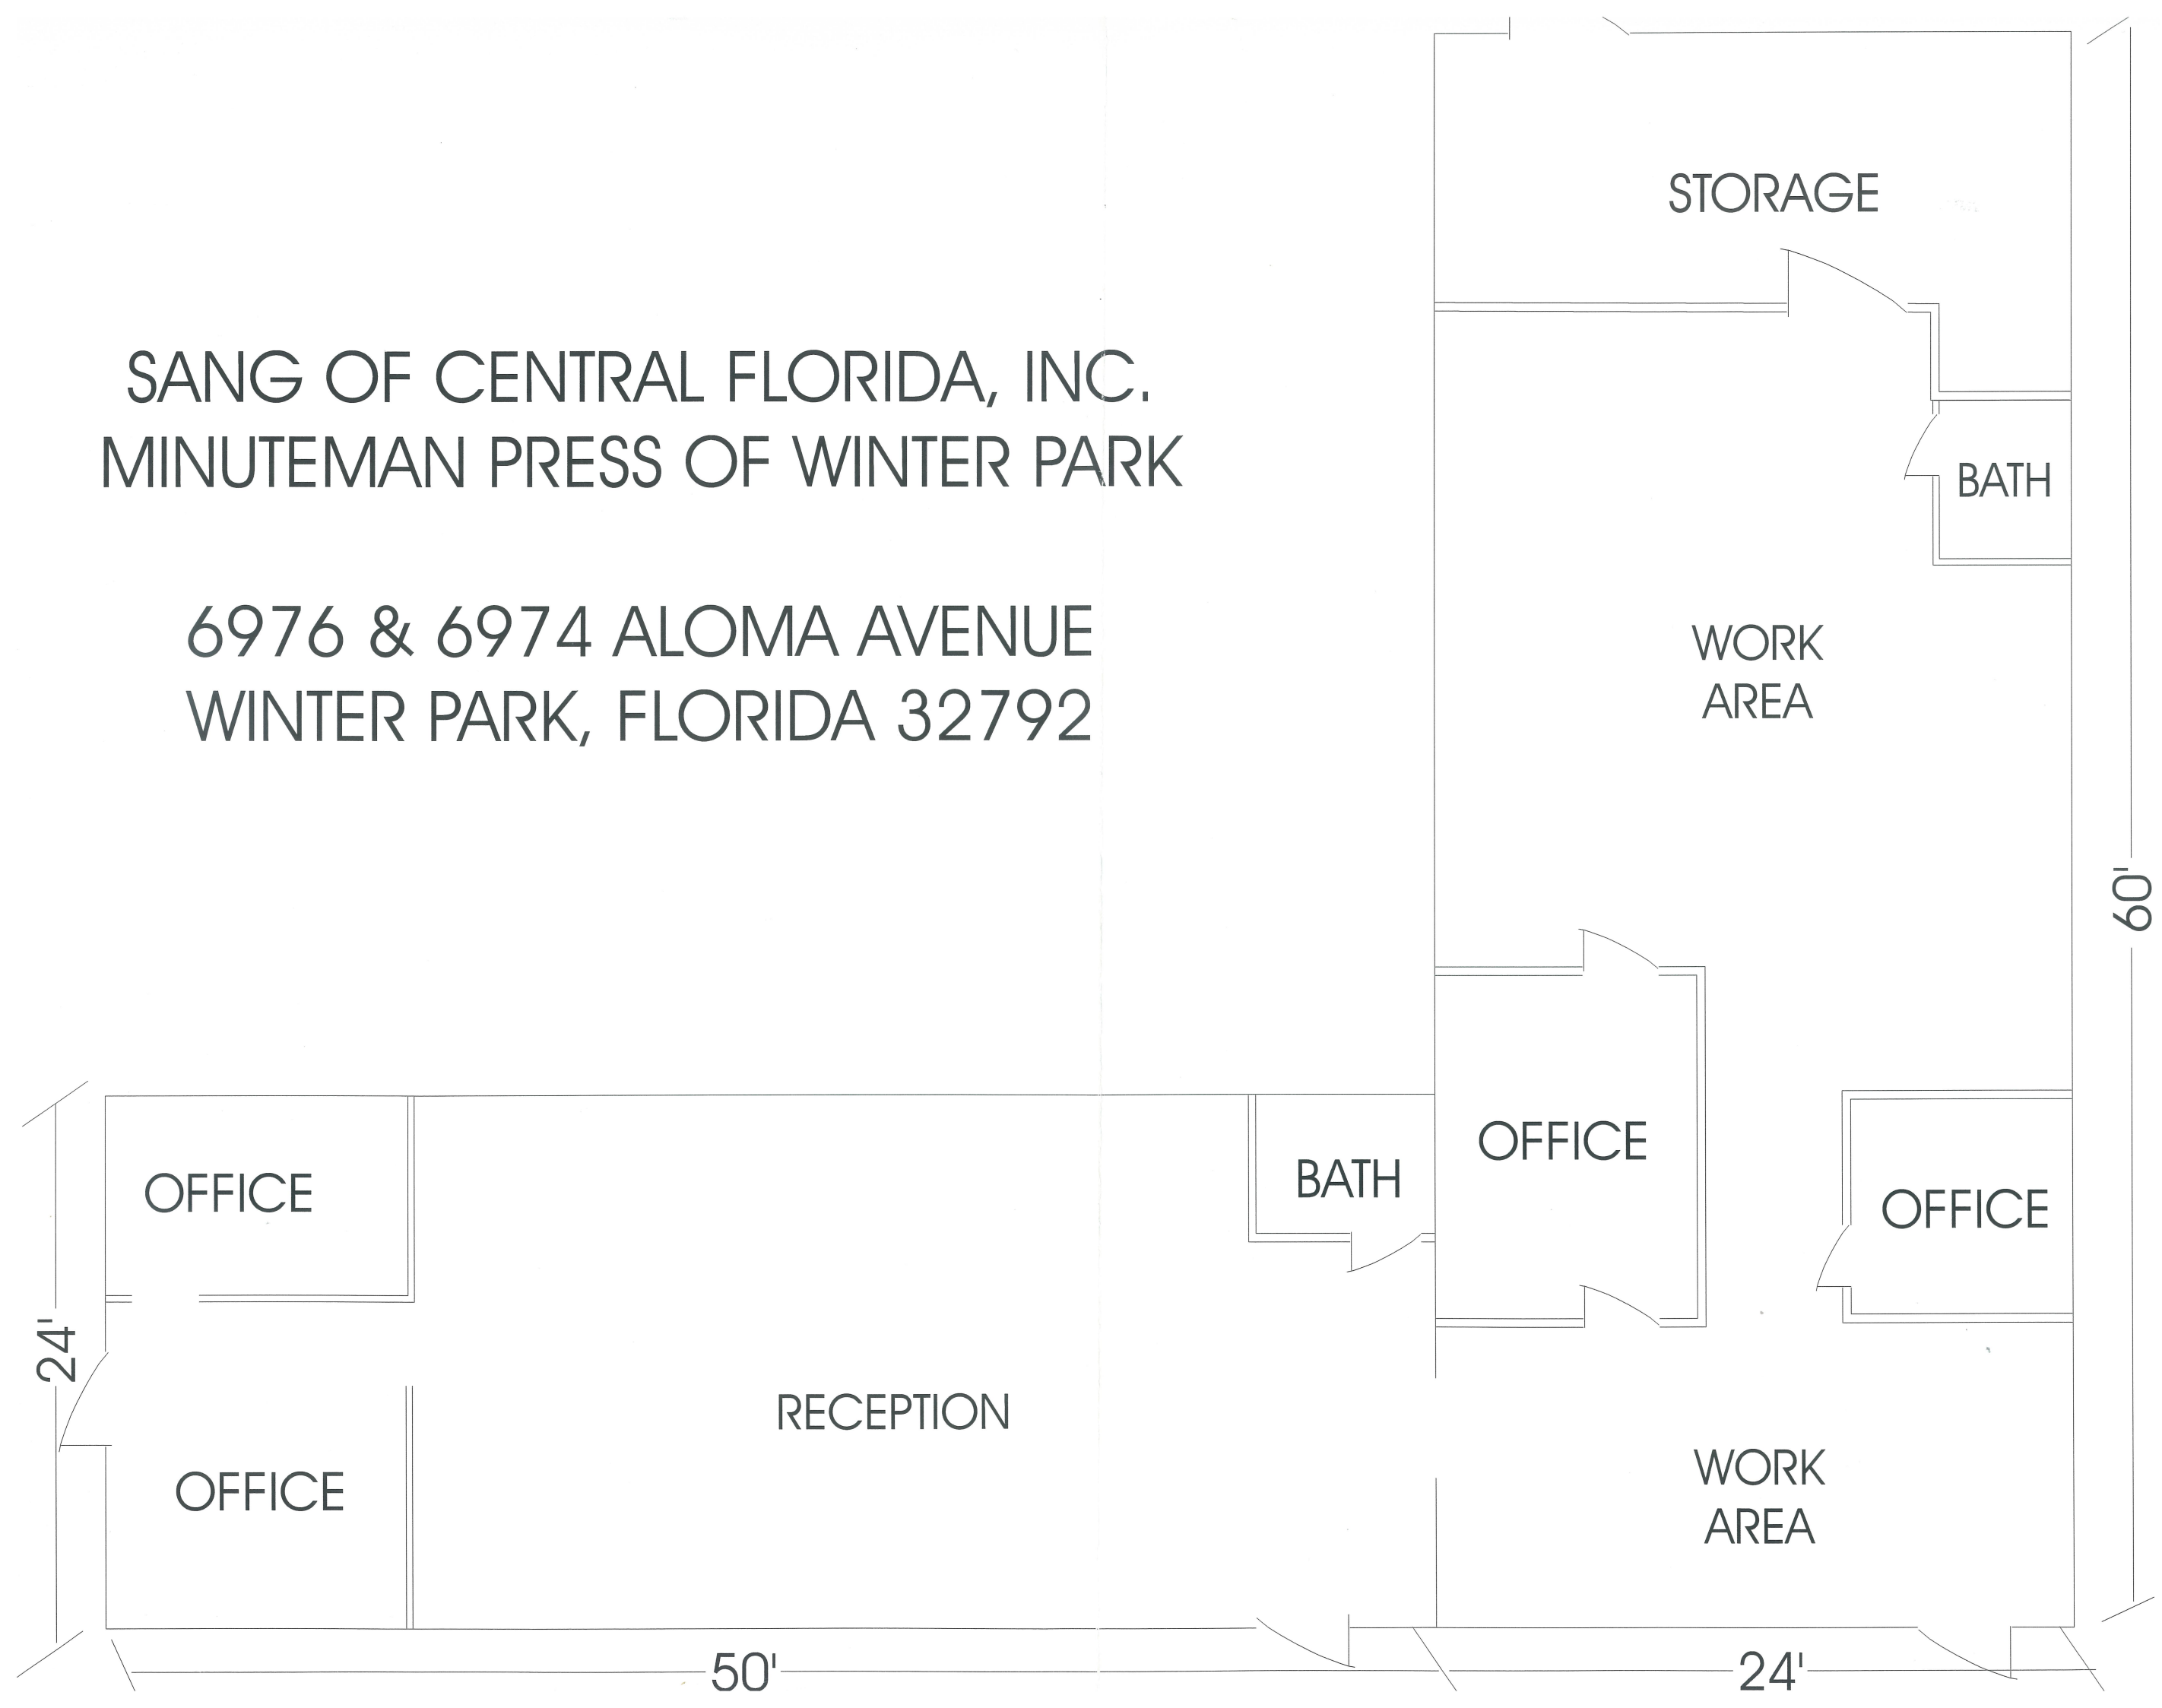 STORAGE
SANG OF CENTRAL FLORIDA, INC.
MINUTEMAN PRESS OF WINTER PARK
BATH
6976 & 6974 ALOMA AVENUE
WINTER PARK, FLORIDA 32792
WORK
AREA
60'
OFFICE
BATH
OFFICE
OFFICE
24'
RECEPTION
OFFICE
WORK
AREA
50'
24'